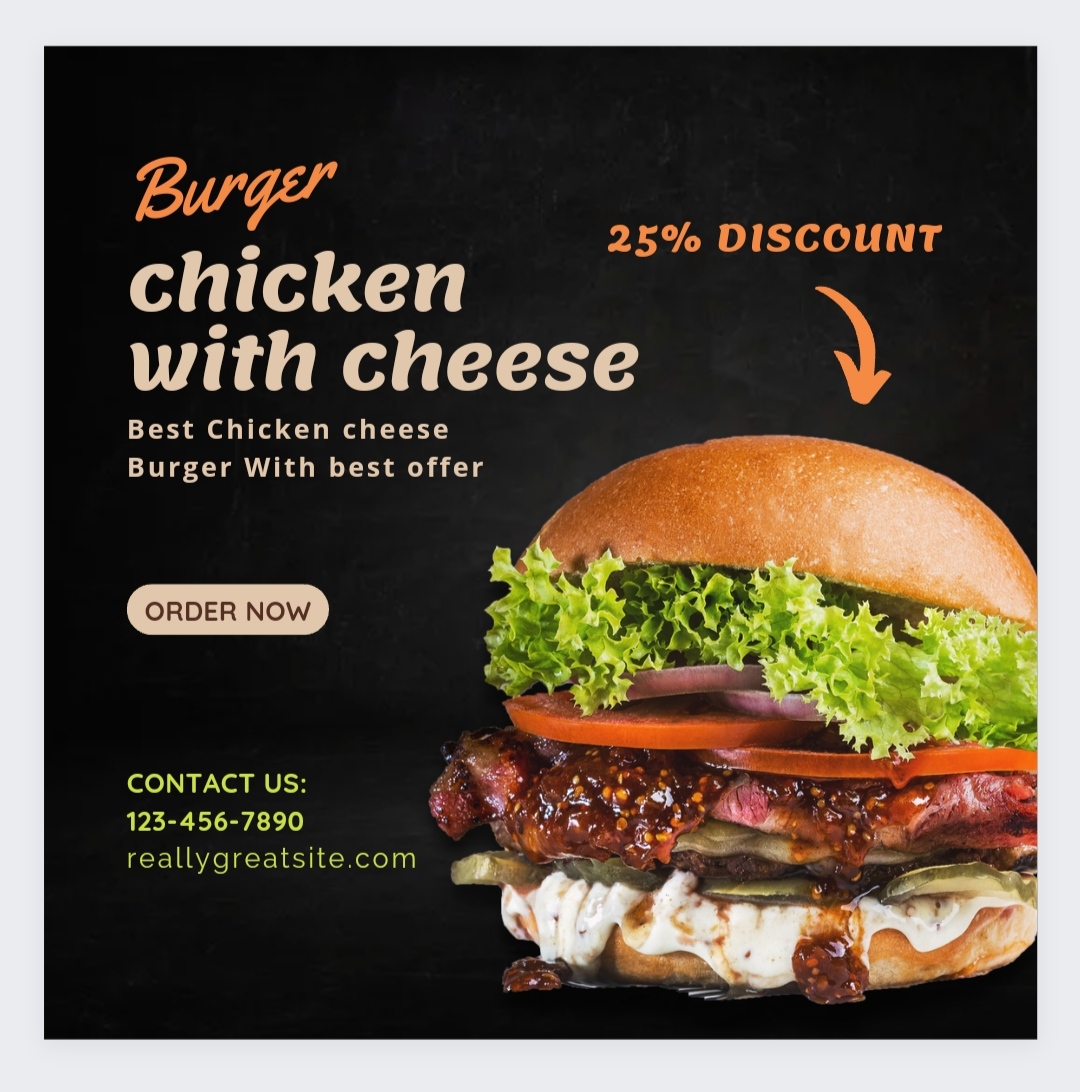 Burger
chicken
with cheese
Best Chicken cheese
Burger With best offer
25% DISCOUNT
ORDER NOW
CONTACT US:
123-456-7890
reallygreatsite.com